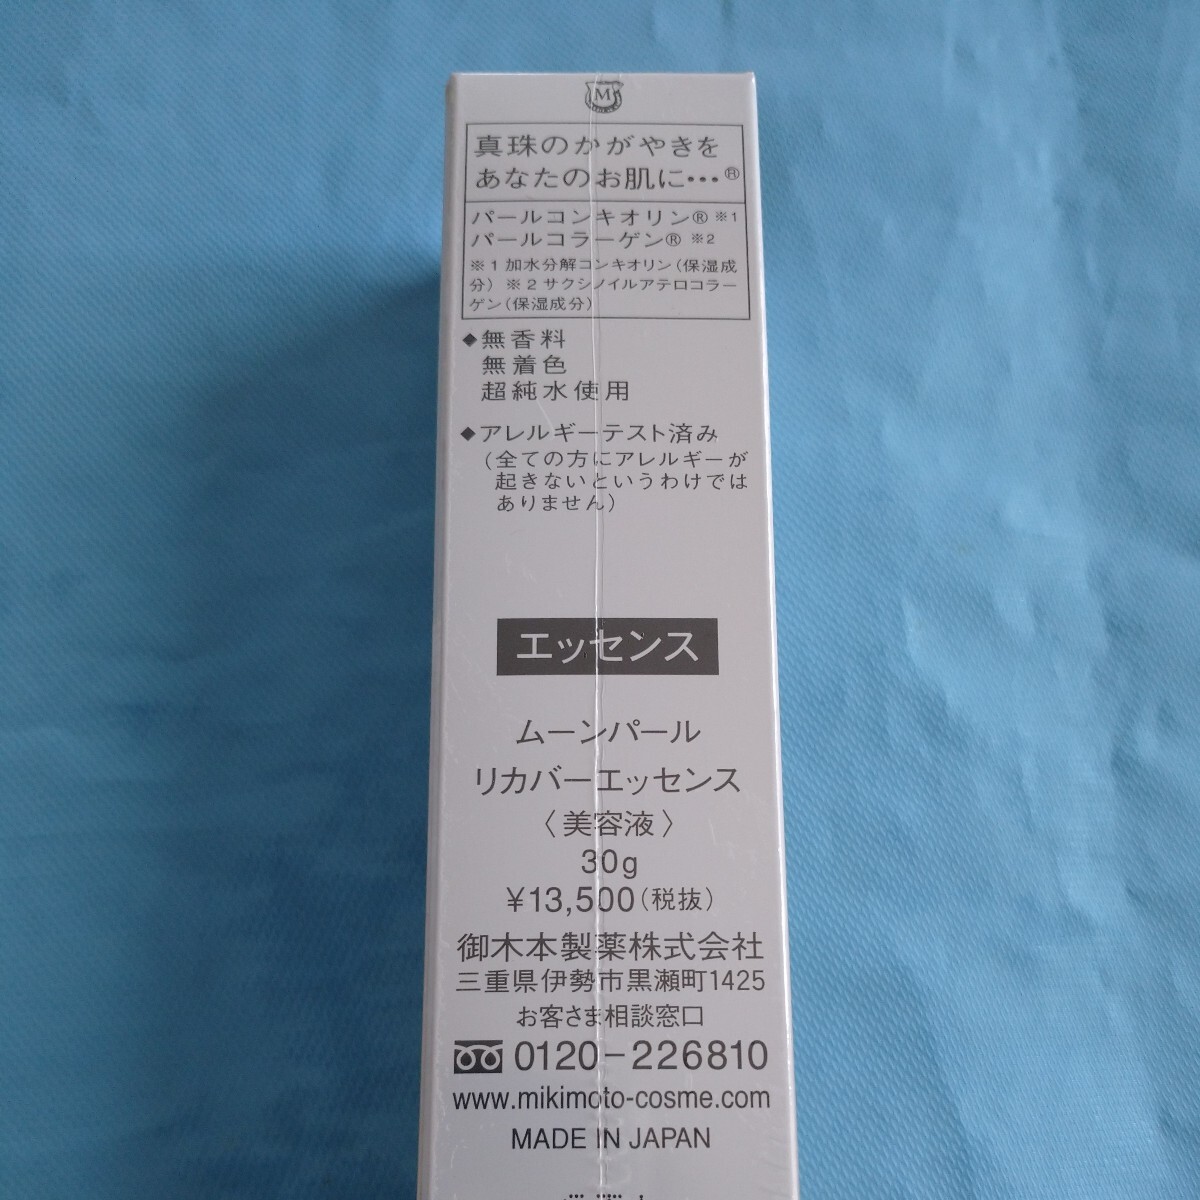 M
真珠のかがやきを
あなたのお肌に…®
パールコンキオリン® ※1
パールコラーゲン® ※2
※1 加水分解コンキオリン(保湿成
分) ※2 サクシノイルアテロコラー
ゲン(保湿成分)
◆無香料
無着色
超純水使用
◆アレルギーテスト済み
(全ての方にアレルギーが
起きないというわけでは
ありません)
エッセンス
ムーンパール
リカバーエッセンス
〈美容液〉
30g
¥13,500(税抜)
御木本製薬株式会社
三重県伊勢市黒瀬町1425
お客さま相談窓口
0120-226810
www.mikimoto-cosme.com
MADE IN JAPAN